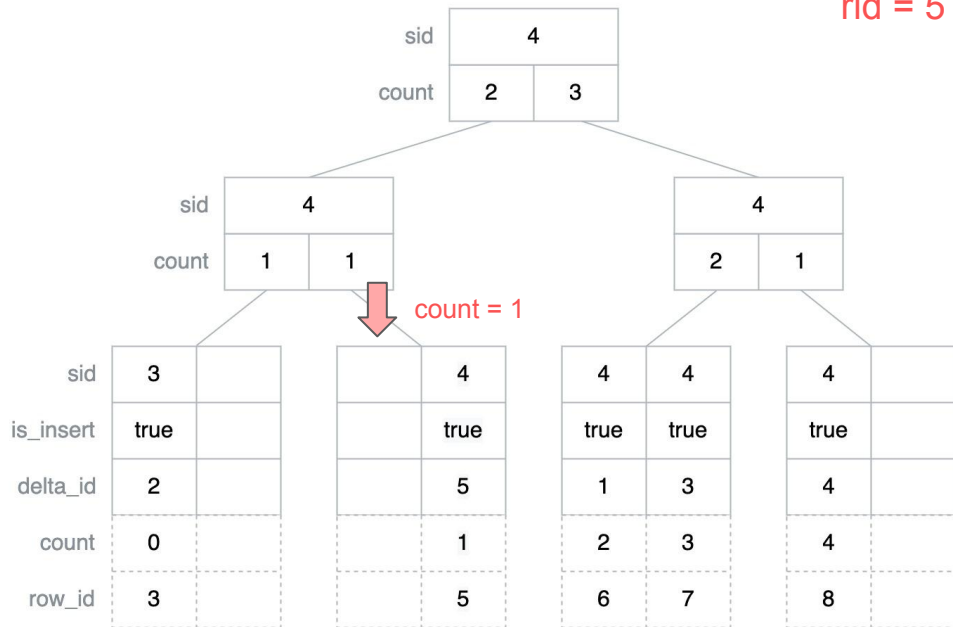 rid = 5
sid 4
count 2 3
sid 4 4
count 1 1 2 1
count = 1
sid 3 4 4 4 4
is_insert true true true true true
delta_id 2 5 1 3 4
count 0 1 2 3 4
row_id 3 5 6 7 8